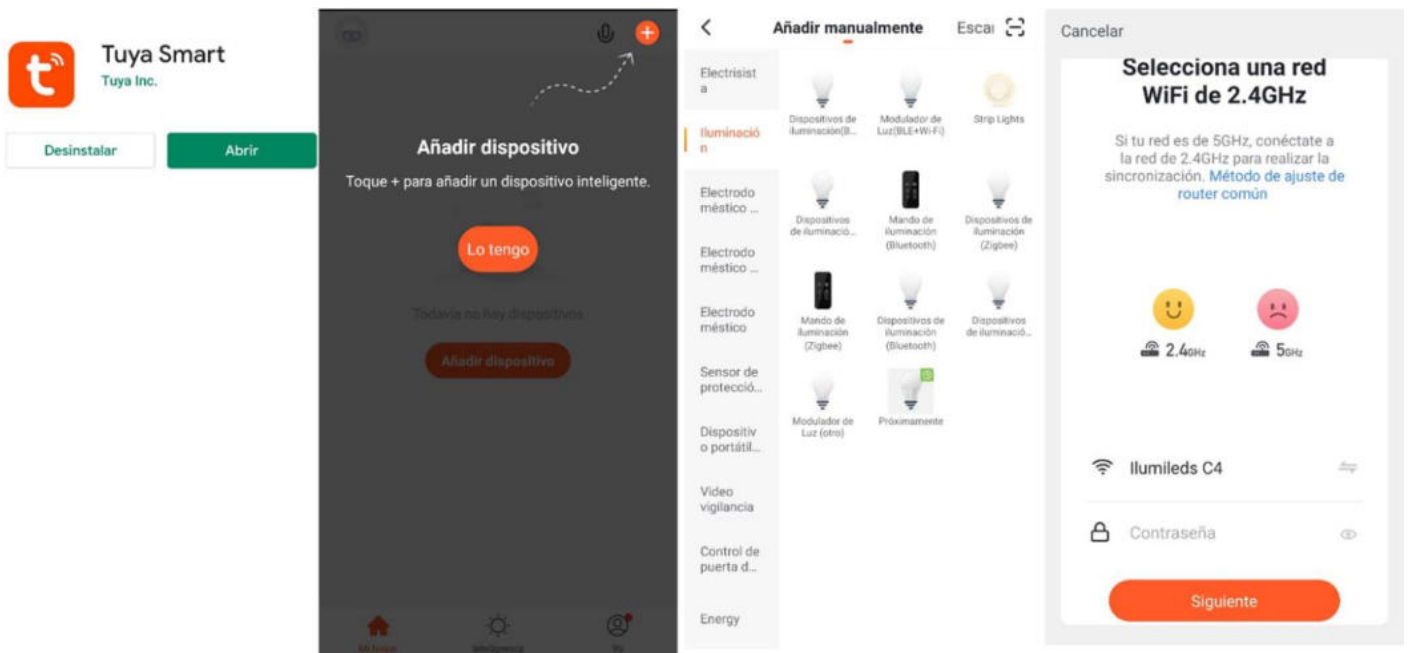 Tuya Smart
Tuya Inc.
Desinstalar
Abrir
Añadir dispositivo
Toque + para añadir un dispositivo inteligente.
Lo tengo
Todavía no hay dispositivos
Añadir dispositivo
Mi hogar
Inteligencia
Yo
Añadir manualmente
Escai
Electrisist
a
Iluminació
n
Electrodo
méstico ...
Electrodo
méstico ...
Electrodo
méstico
Sensor de
protecció...
Dispositiv
o portátil...
Video
vigilancia
Control de
puerta d...
Energy
Dispositivos de
iluminación(B...
Modulador de
Luz(BLE+Wi-Fi)
Strip Lights
Dispositivos
de iluminació...
Mando de
iluminación
(Bluetooth)
Dispositivos de
iluminación
(Zigbee)
Mando de
iluminación
(Zigbee)
Dispositivos de
iluminación
(Bluetooth)
Dispositivos
de iluminació...
Modulador de
Luz (otro)
Próximamente
Cancelar
Selecciona una red
WiFi de 2.4GHz
Si tu red es de 5GHz, conéctate a
la red de 2.4GHz para realizar la
sincronización. Método de ajuste de
router común
2.4GHz
5GHz
Ilumileds C4
Contraseña
Siguiente